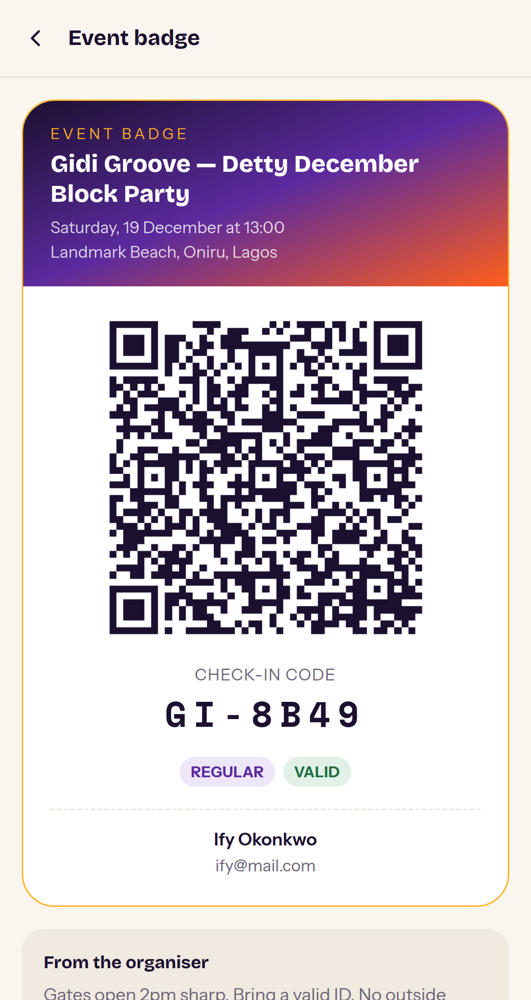 Event badge
EVENT BADGE
Gidi Groove — Detty December
Block Party
Saturday, 19 December at 13:00
Landmark Beach, Oniru, Lagos
CHECK-IN CODE
GI-8B49
REGULAR VALID
Ify Okonkwo
ify@mail.com
From the organiser
Gates open 2pm sharp. Bring a valid ID. No outside